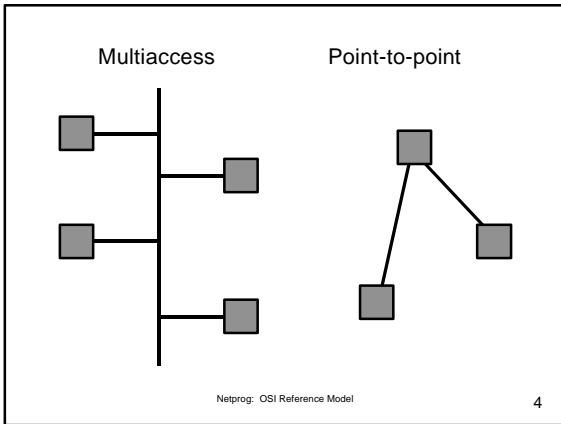 Multiaccess Point-to-point
Netprog: OSI Reference Model 4